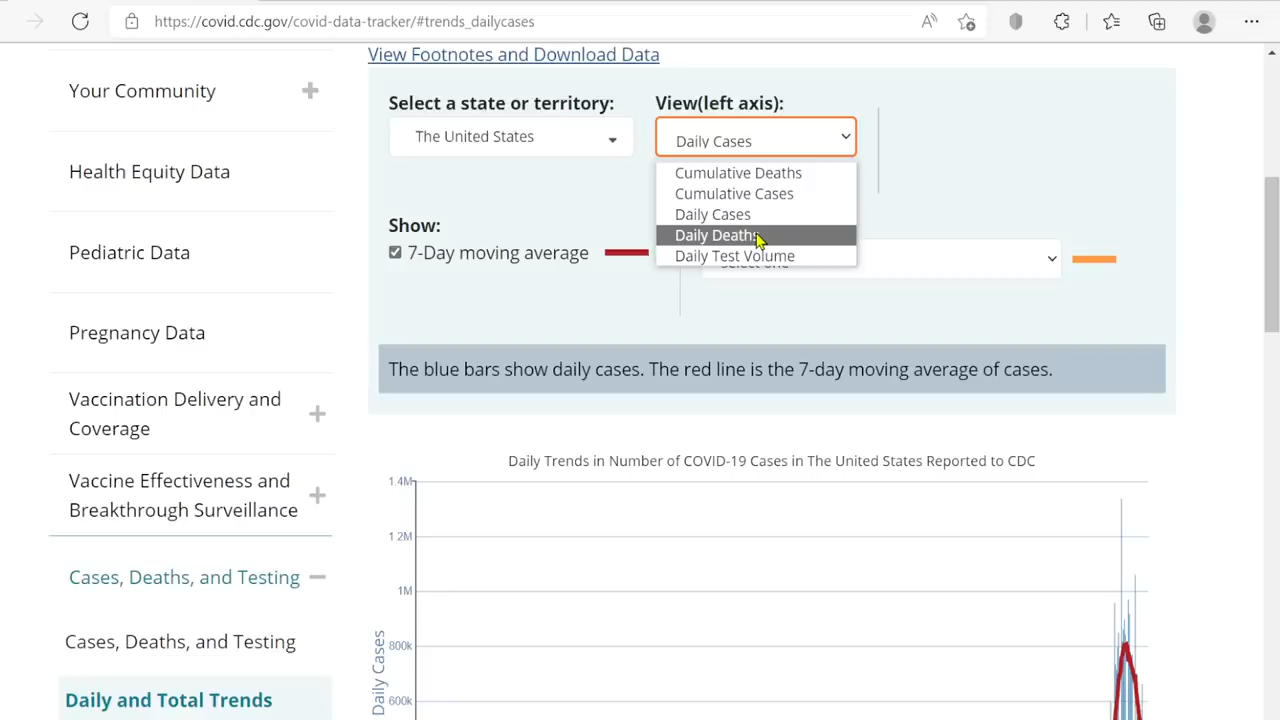 https://covid.cdc.gov/covid-data-tracker/#trends_dailycases
View Footnotes and Download Data
Your Community
Health Equity Data
Pediatric Data
Pregnancy Data
Vaccination Delivery and
Coverage
Vaccine Effectiveness and
Breakthrough Surveillance
Cases, Deaths, and Testing
Cases, Deaths, and Testing
Daily and Total Trends
Select a state or territory:
The United States
View(left axis):
Daily Cases
Cumulative Deaths
Cumulative Cases
Daily Cases
Daily Deaths
Daily Test Volume
Select one
Show:
7-Day moving average
The blue bars show daily cases. The red line is the 7-day moving average of cases.
Daily Trends in Number of COVID-19 Cases in The United States Reported to CDC
1.4M
1 2M
1M
800k
600k
Daily Cases